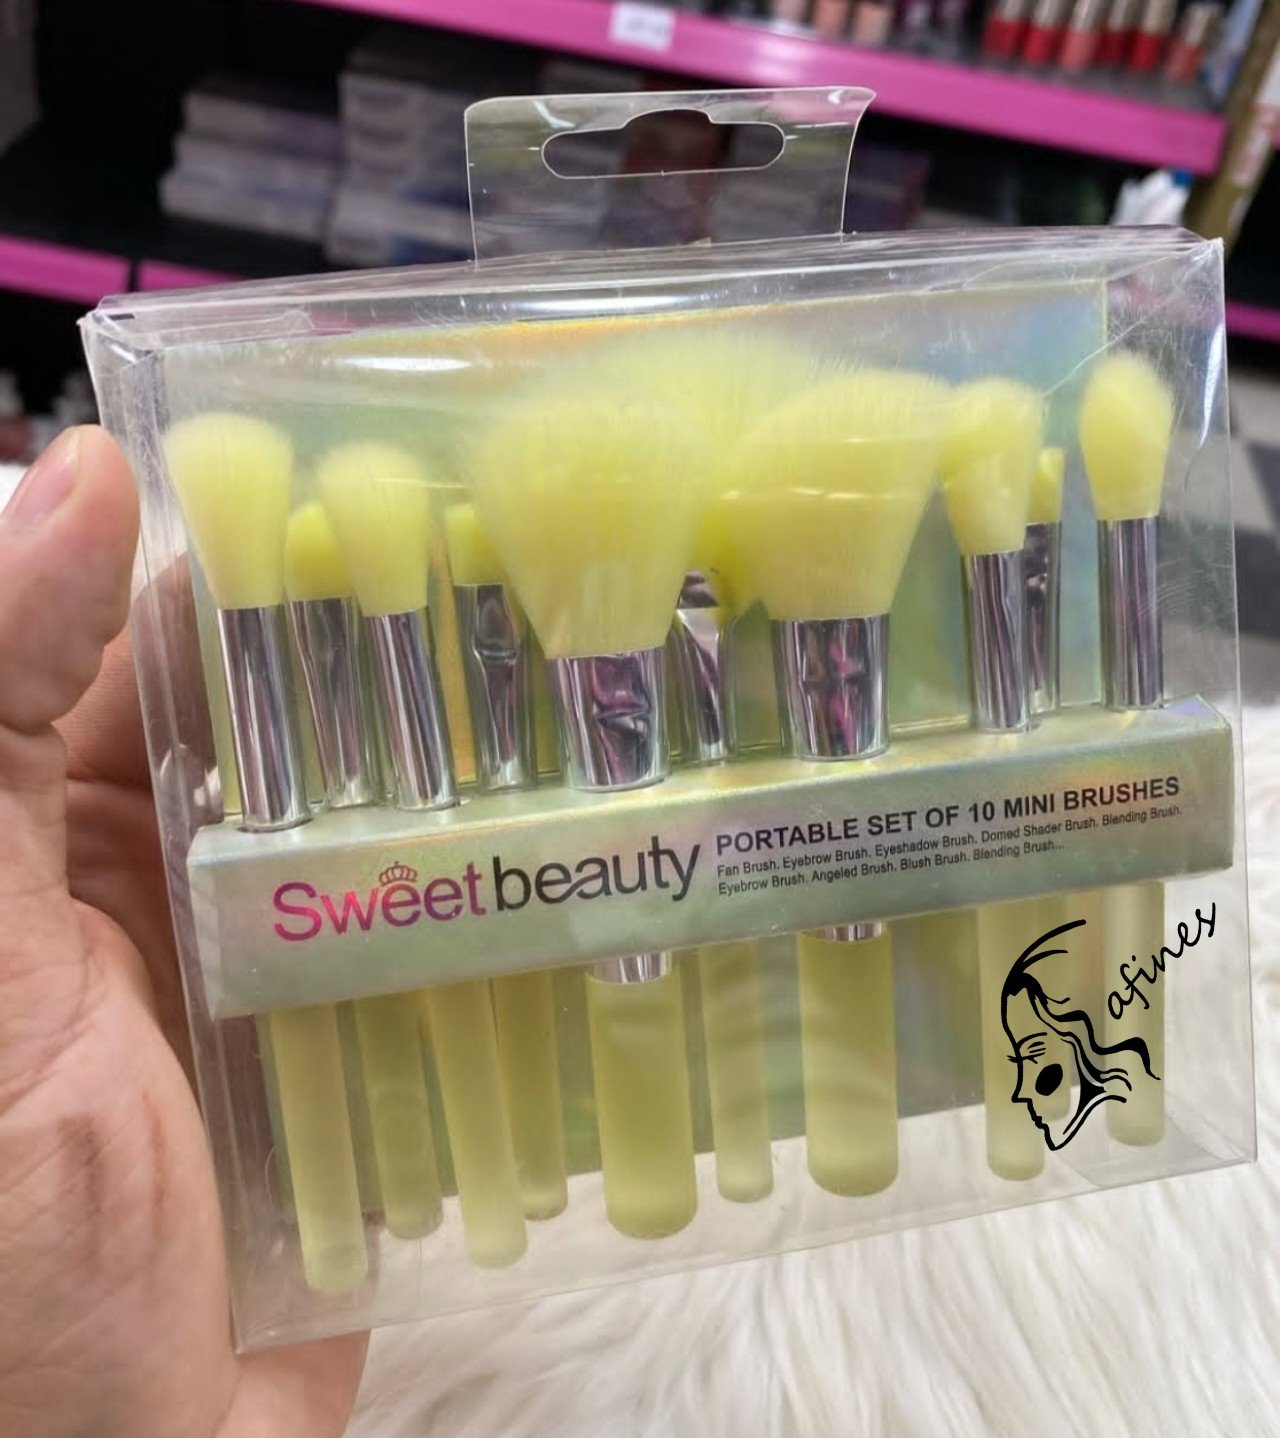 Sweet beauty
PORTABLE SET OF 10 MINI BRUSHES
Fan Brush. Eyebrow Brush. Eyeshadow Brush. Domed Shader Brush. Blending Brush.
Eyebrow Brush. Angeled Brush. Blush Brush. Blending Brush...
afines